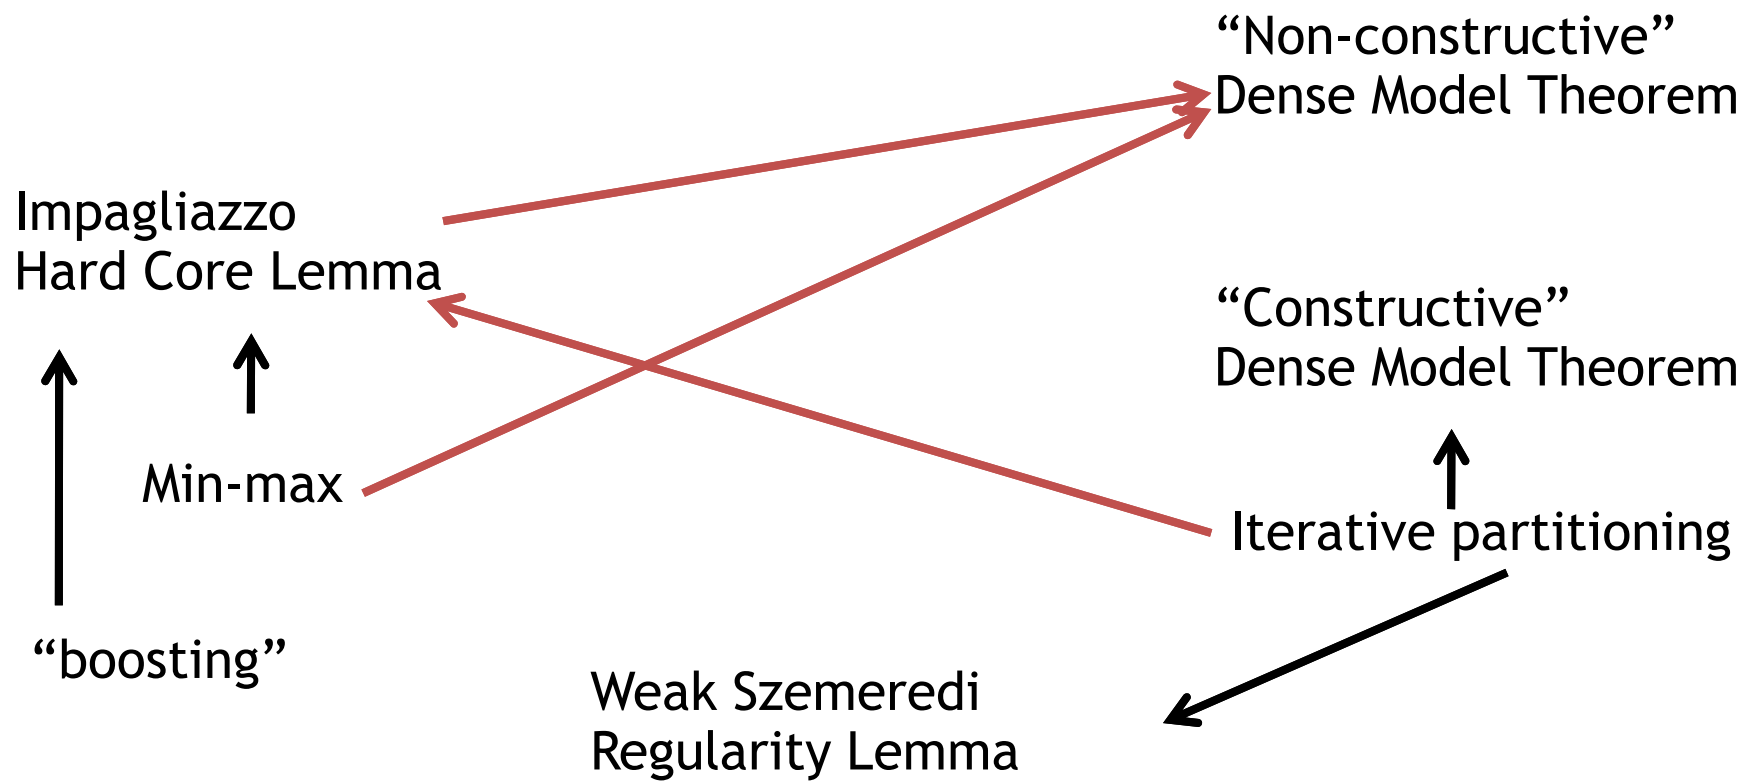 “Non-constructive”
Dense Model Theorem
Impagliazzo
Hard Core Lemma
“Constructive”
Dense Model Theorem
Min-max
Iterative partitioning
“boosting”
Weak Szemeredi
Regularity Lemma